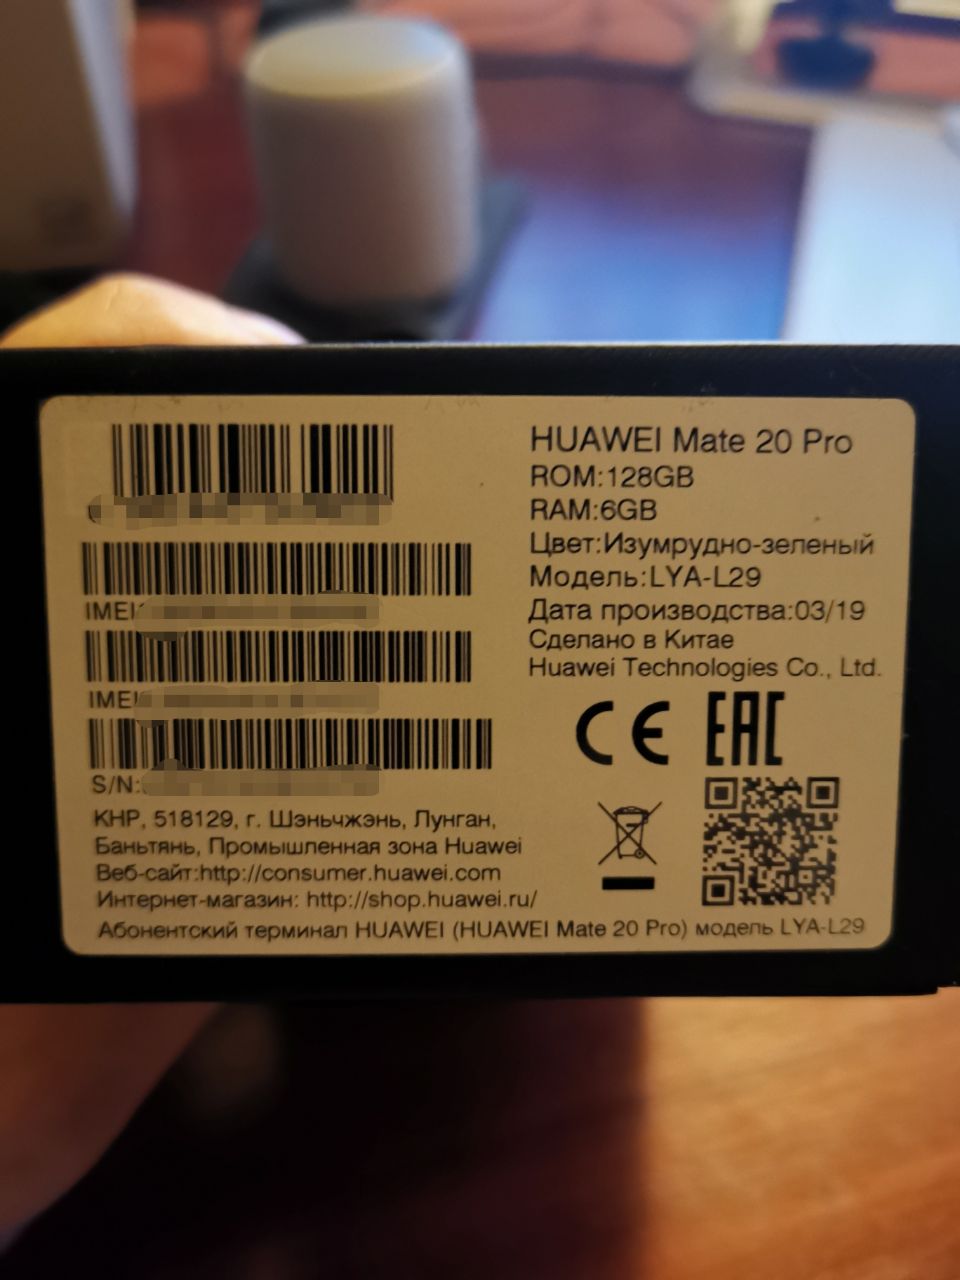 HUAWEI Mate 20 Pro
ROM:128GB
RAM:6GB
Цвет:Изумрудно-зеленый
Модель:LYA-L29
Дата производства:03/19
Сделано в Китае
Huawei Technologies Co., Ltd.
CE EAC
IMEI
IMEI
S/N:
КНР, 518129, г. Шэньчжэнь, Лунган,
Баньтянь, Промышленная зона Huawei
Веб-сайт:http://consumer.huawei.com
Интернет-магазин: http://shop.huawei.ru/
Абонентский терминал HUAWEI (HUAWEI Mate 20 Pro) модель LYA-L29